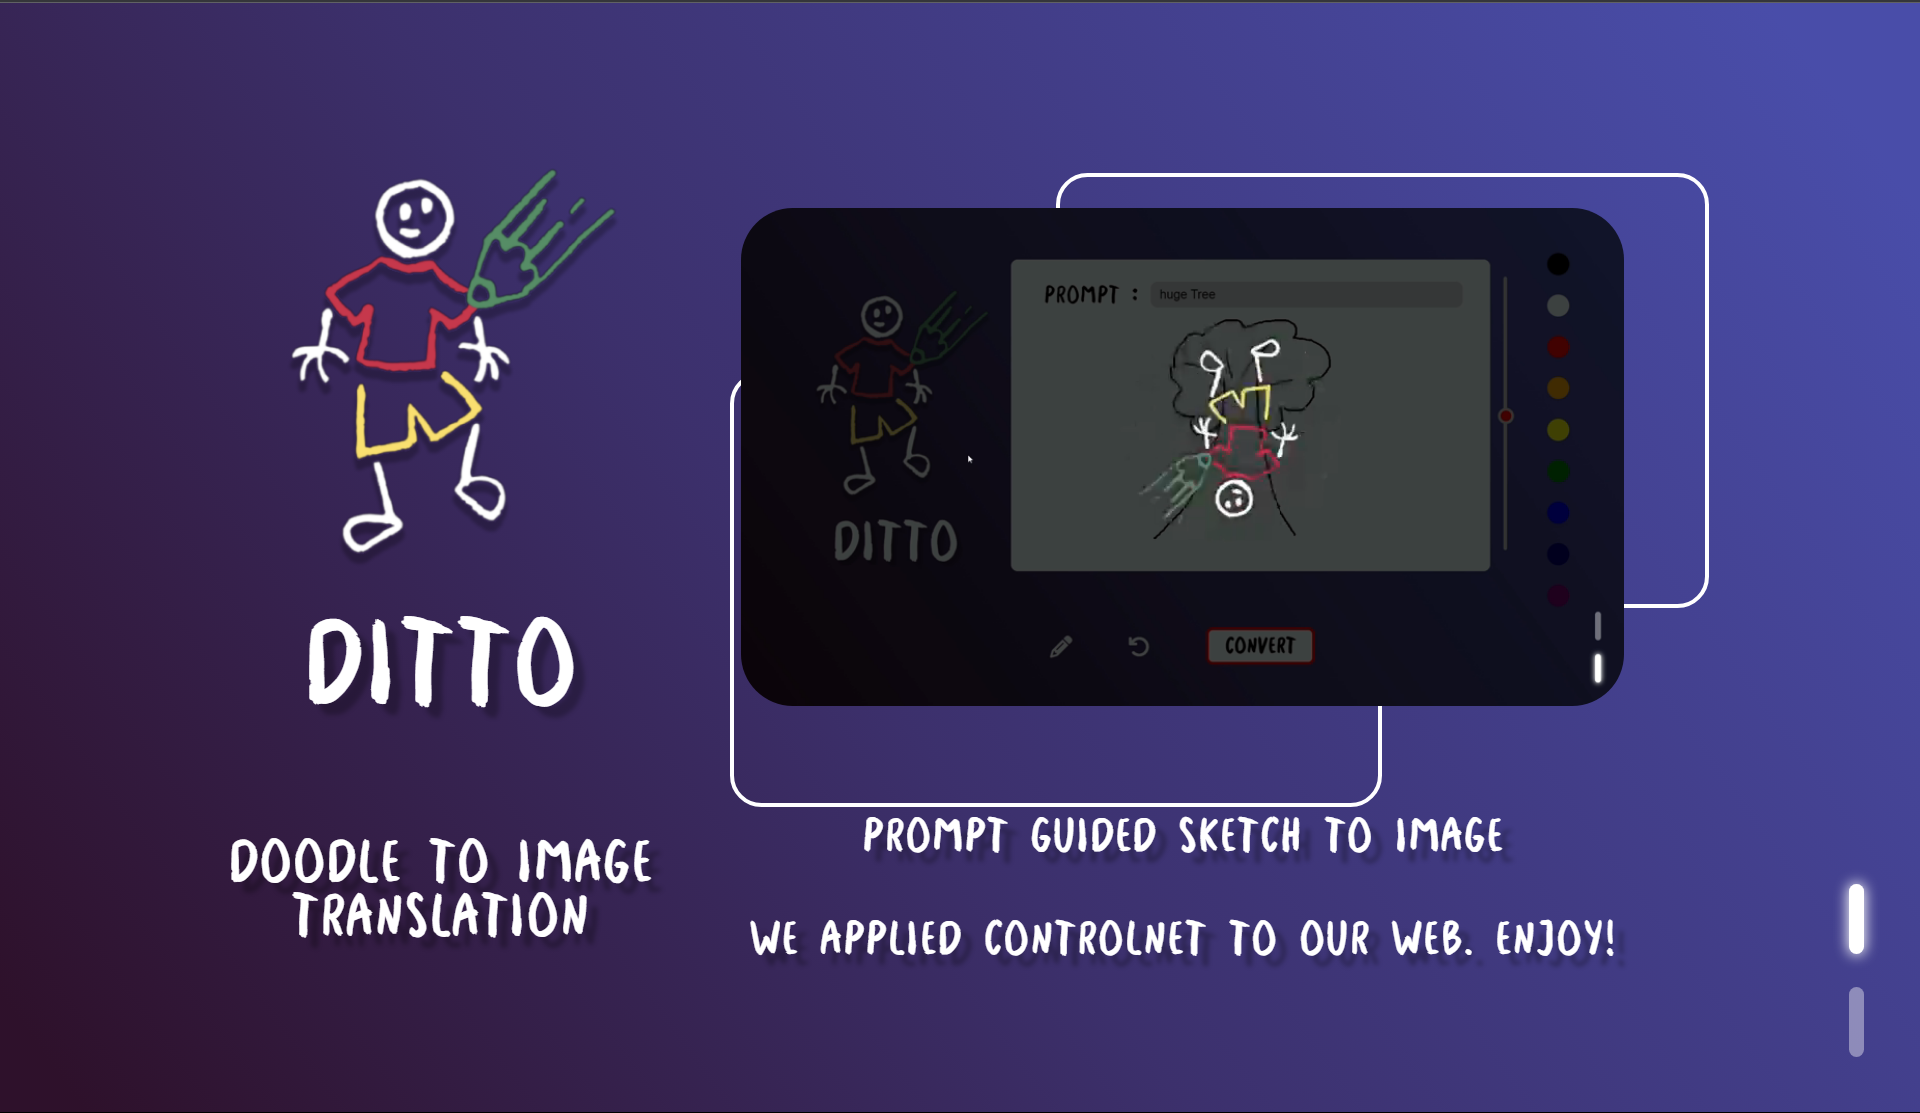 DITTO
DOODLE TO IMAGE
TRANSLATION
PROMPT : huge Tree
DITTO
CONVERT
PROMPT GUIDED SKETCH TO IMAGE
WE APPLIED CONTROLNET TO OUR WEB. ENJOY!